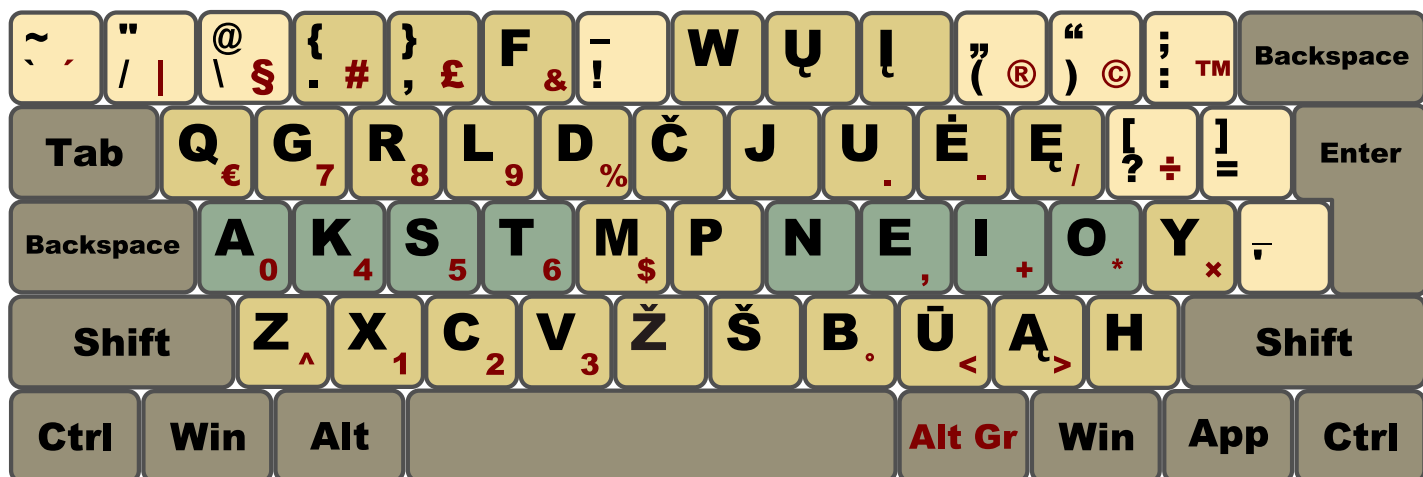 ~ ` ´ " / | @ \ § { . # } , £ F & – ! W Ų Į „ ( ® “ ) © ; : ™ Backspace
Tab Q € G 7 R 8 L 9 D % Č J U . Ė - Ę / [ ? ÷ ] = Enter
Backspace A 0 K 4 S 5 T 6 M $ P N E , I + O * Y × _ '
Shift Z ^ X 1 C 2 V 3 Ž Š B ° Ū < Ą > H Shift
Ctrl Win Alt Alt Gr Win App Ctrl